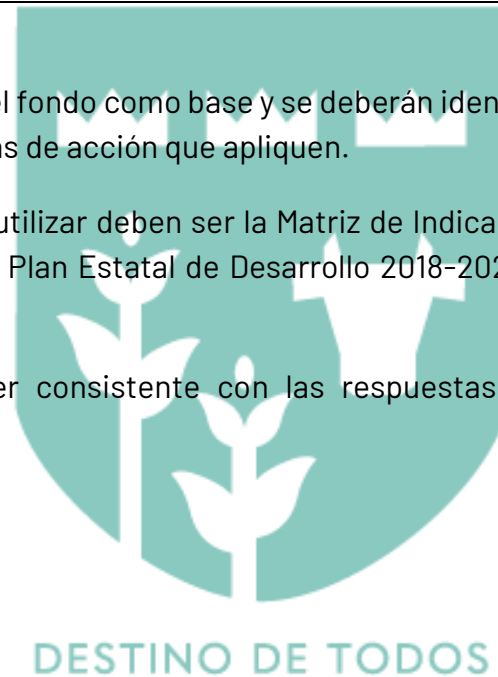 el fondo como base y se deberán iden
as de acción que apliquen.
utilizar deben ser la Matriz de Indica
Plan Estatal de Desarrollo 2018-202
er consistente con las respuestas
DESTINO DE TODOS